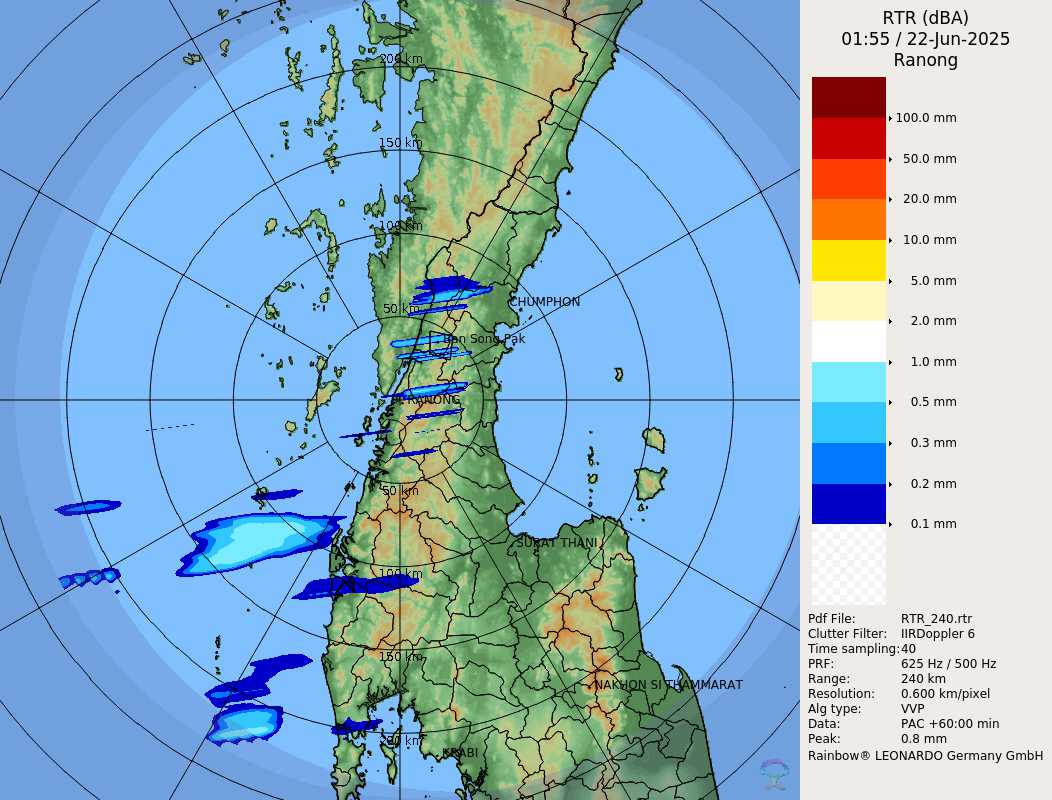 RTR (dBA)
01:55 / 22-Jun-2025
Ranong
200 km
150 km
100 km
50 km
CHUMPHON
Ban Song Pak
RANONG
50 km
SURAT THANI
100 km
150 km
NAKHON SI THAMMARAT
200 km
KRABI
100.0 mm
50.0 mm
20.0 mm
10.0 mm
5.0 mm
2.0 mm
1.0 mm
0.5 mm
0.3 mm
0.2 mm
0.1 mm
Pdf File: RTR_240.rtr
Clutter Filter: IIRDoppler 6
Time sampling:40
PRF: 625 Hz / 500 Hz
Range: 240 km
Resolution: 0.600 km/pixel
Alg type: VVP
Data: PAC +60:00 min
Peak: 0.8 mm
Rainbow® LEONARDO Germany GmbH